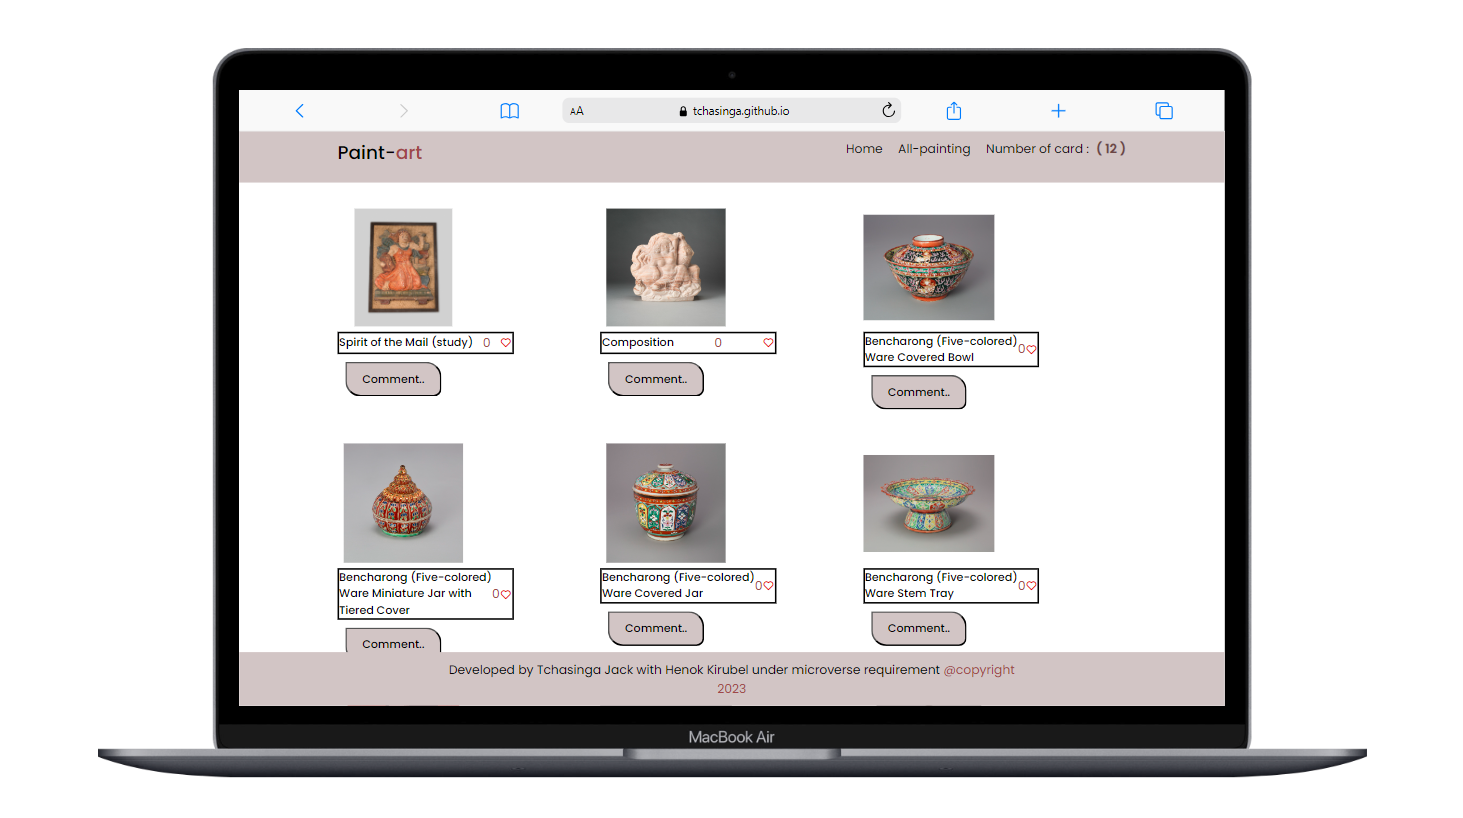 AA tchasinga.github.io
Paint-art
Home All-painting Number of card : ( 12 )
Spirit of the Mail (study) 0
Comment..
Composition 0
Comment..
Bencharong (Five-colored)
Ware Covered Bowl 0
Comment..
Bencharong (Five-colored)
Ware Miniature Jar with 0
Tiered Cover
Comment..
Bencharong (Five-colored)
Ware Covered Jar 0
Comment..
Bencharong (Five-colored)
Ware Stem Tray 0
Comment..
Developed by Tchasinga Jack with Henok Kirubel under microverse requirement @copyright
2023
MacBook Air